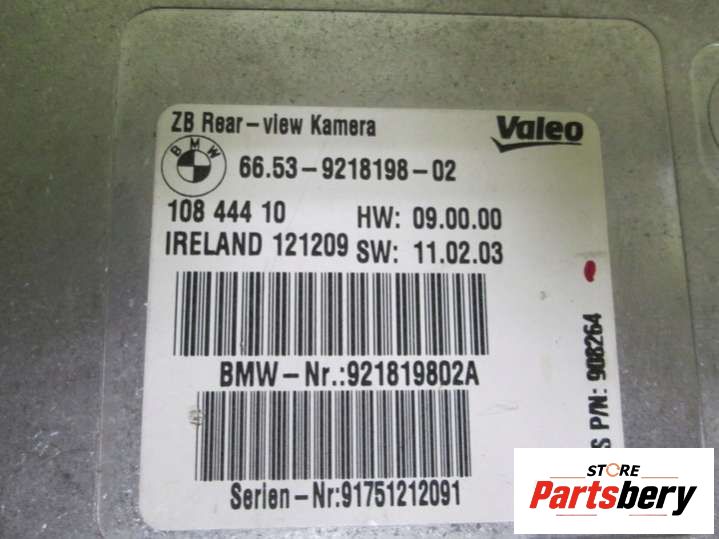 ZB Rear-view Kamera
Valeo
BMW
66.53-9218198-02
108 444 10
HW: 09.00.00
IRELAND 121209
SW: 11.02.03
BMW-Nr.:921819802A
Serien-Nr:91751212091
S P/N: 908264
STORE
Partsbery